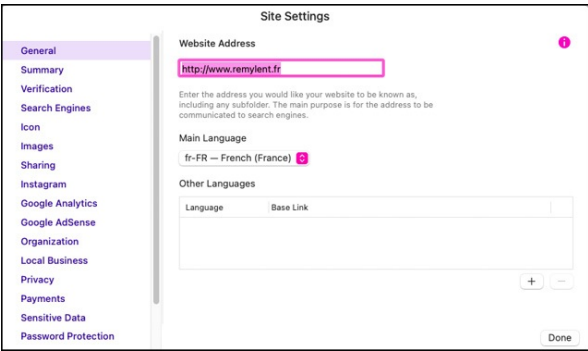 Site Settings
General
Summary
Verification
Search Engines
Icon
Images
Sharing
Instagram
Google Analytics
Google AdSense
Organization
Local Business
Privacy
Payments
Sensitive Data
Password Protection
Website Address
http://www.remylent.fr
Enter the address you would like your website to be known as,
including any subfolder. The main purpose is for the address to be
communicated to search engines.
Main Language
fr-FR — French (France)
Other Languages
Language Base Link
Done